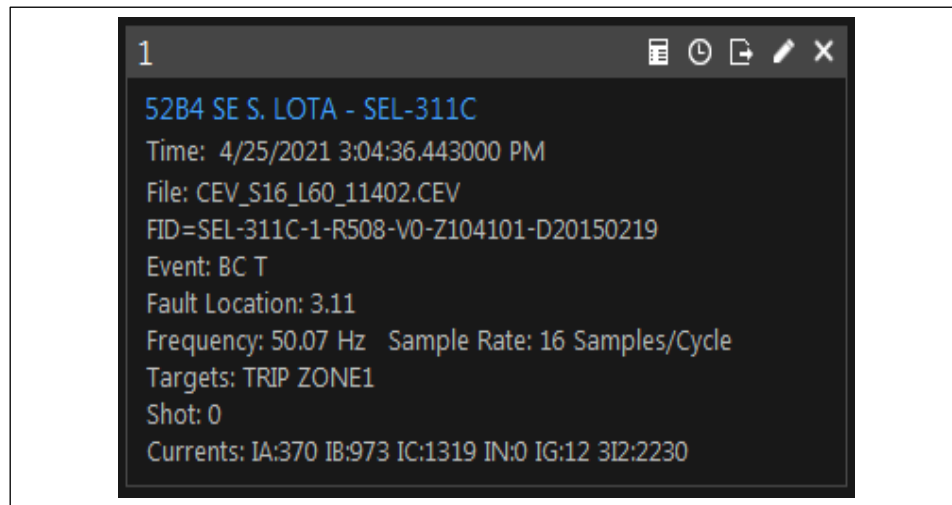 1
52B4 SE S. LOTA - SEL-311C
Time: 4/25/2021 3:04:36.443000 PM
File: CEV_S16_L60_11402.CEV
FID=SEL-311C-1-R508-V0-Z104101-D20150219
Event: BC T
Fault Location: 3.11
Frequency: 50.07 Hz Sample Rate: 16 Samples/Cycle
Targets: TRIP ZONE1
Shot: 0
Currents: IA:370 IB:973 IC:1319 IN:0 IG:12 3I2:2230